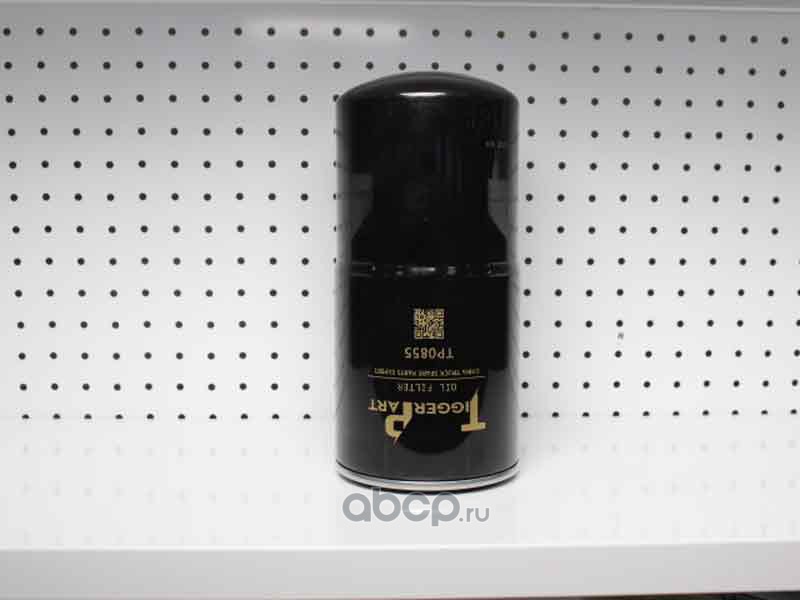 TIGGERPART
OIL FILTER
CHINA TRUCK SPARE PARTS EXPERT
TP0855
abcp.ru